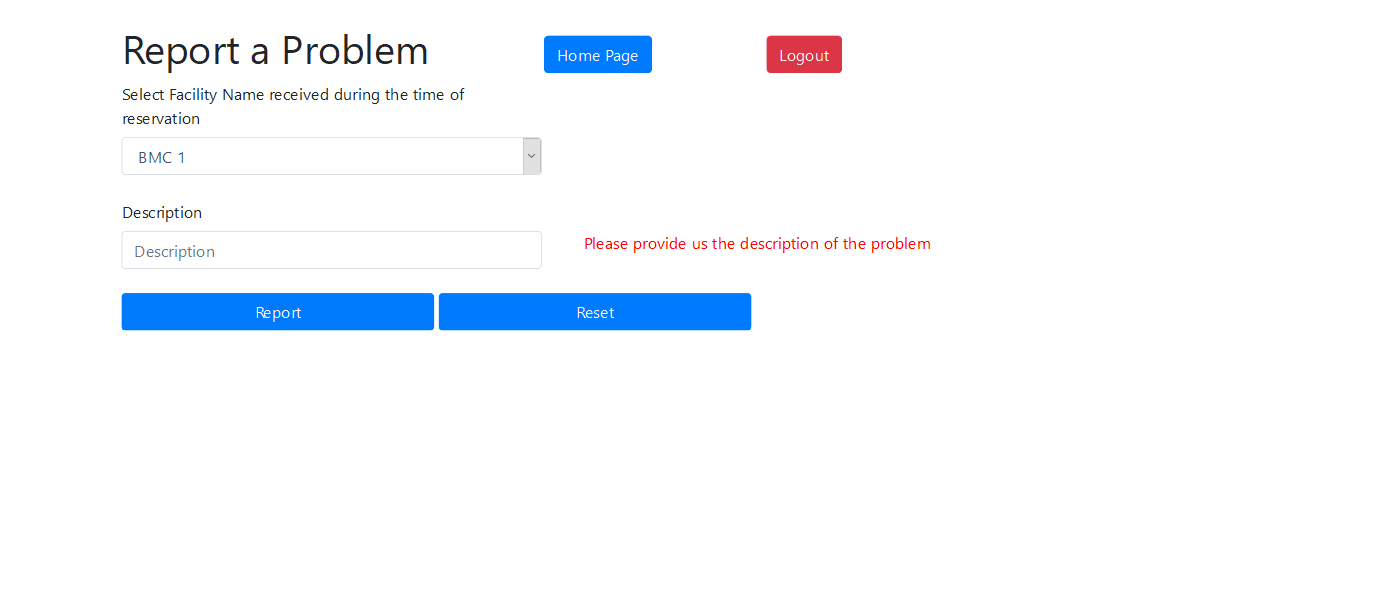 Report a Problem
Home Page
Logout
Select Facility Name received during the time of
reservation
BMC 1
Description
Description
Please provide us the description of the problem
Report
Reset